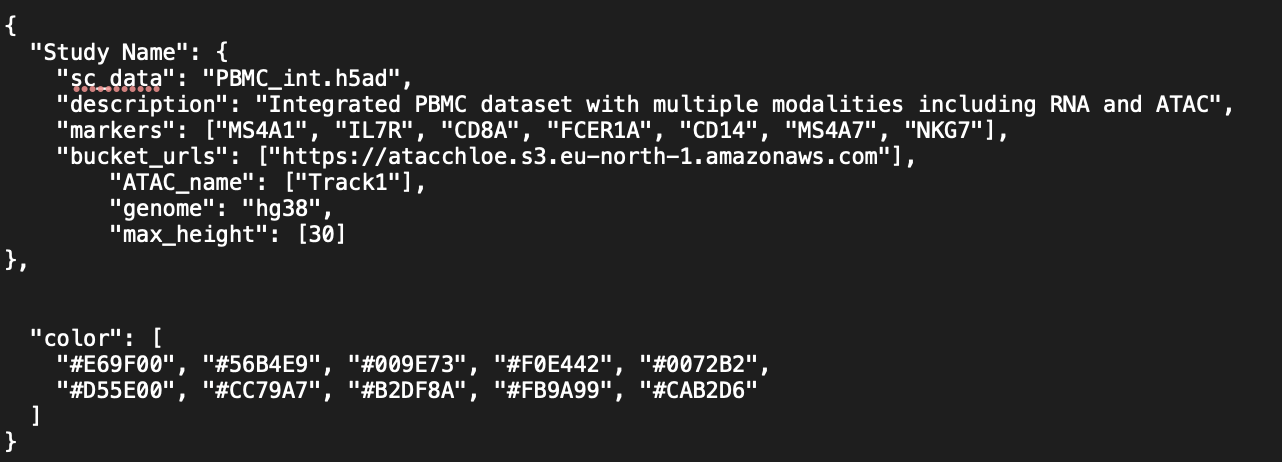 {
  "Study Name": {
    "sc_data": "PBMC_int.h5ad",
    "description": "Integrated PBMC dataset with multiple modalities including RNA and ATAC",
    "markers": ["MS4A1", "IL7R", "CD8A", "FCER1A", "CD14", "MS4A7", "NKG7"],
    "bucket_urls": ["https://atacchloe.s3.eu-north-1.amazonaws.com"],
        "ATAC_name": ["Track1"],
        "genome": "hg38",
        "max_height": [30]
},
  "color": [
    "#E69F00", "#56B4E9", "#009E73", "#F0E442", "#0072B2",
    "#D55E00", "#CC79A7", "#B2DF8A", "#FB9A99", "#CAB2D6"
  ]
}